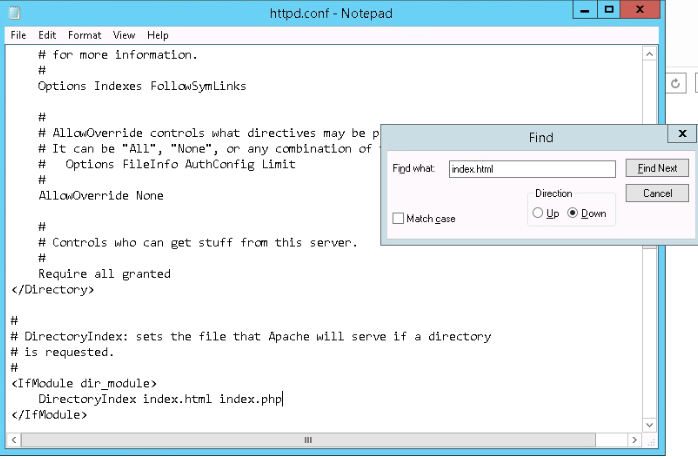 httpd.conf - Notepad
File Edit Format View Help
# for more information.
#
Options Indexes FollowSymLinks
#
# AllowOverride controls what directives may be p
# It can be "All", "None", or any combination of
#   Options FileInfo AuthConfig Limit
#
AllowOverride None
#
# Controls who can get stuff from this server.
#
Require all granted
</Directory>
#
# DirectoryIndex: sets the file that Apache will serve if a directory
# is requested.
#
<IfModule dir_module>
DirectoryIndex index.html index.php
</IfModule>
Find
Find what: index.html
Find Next
Direction
Cancel
Match case
Up Down